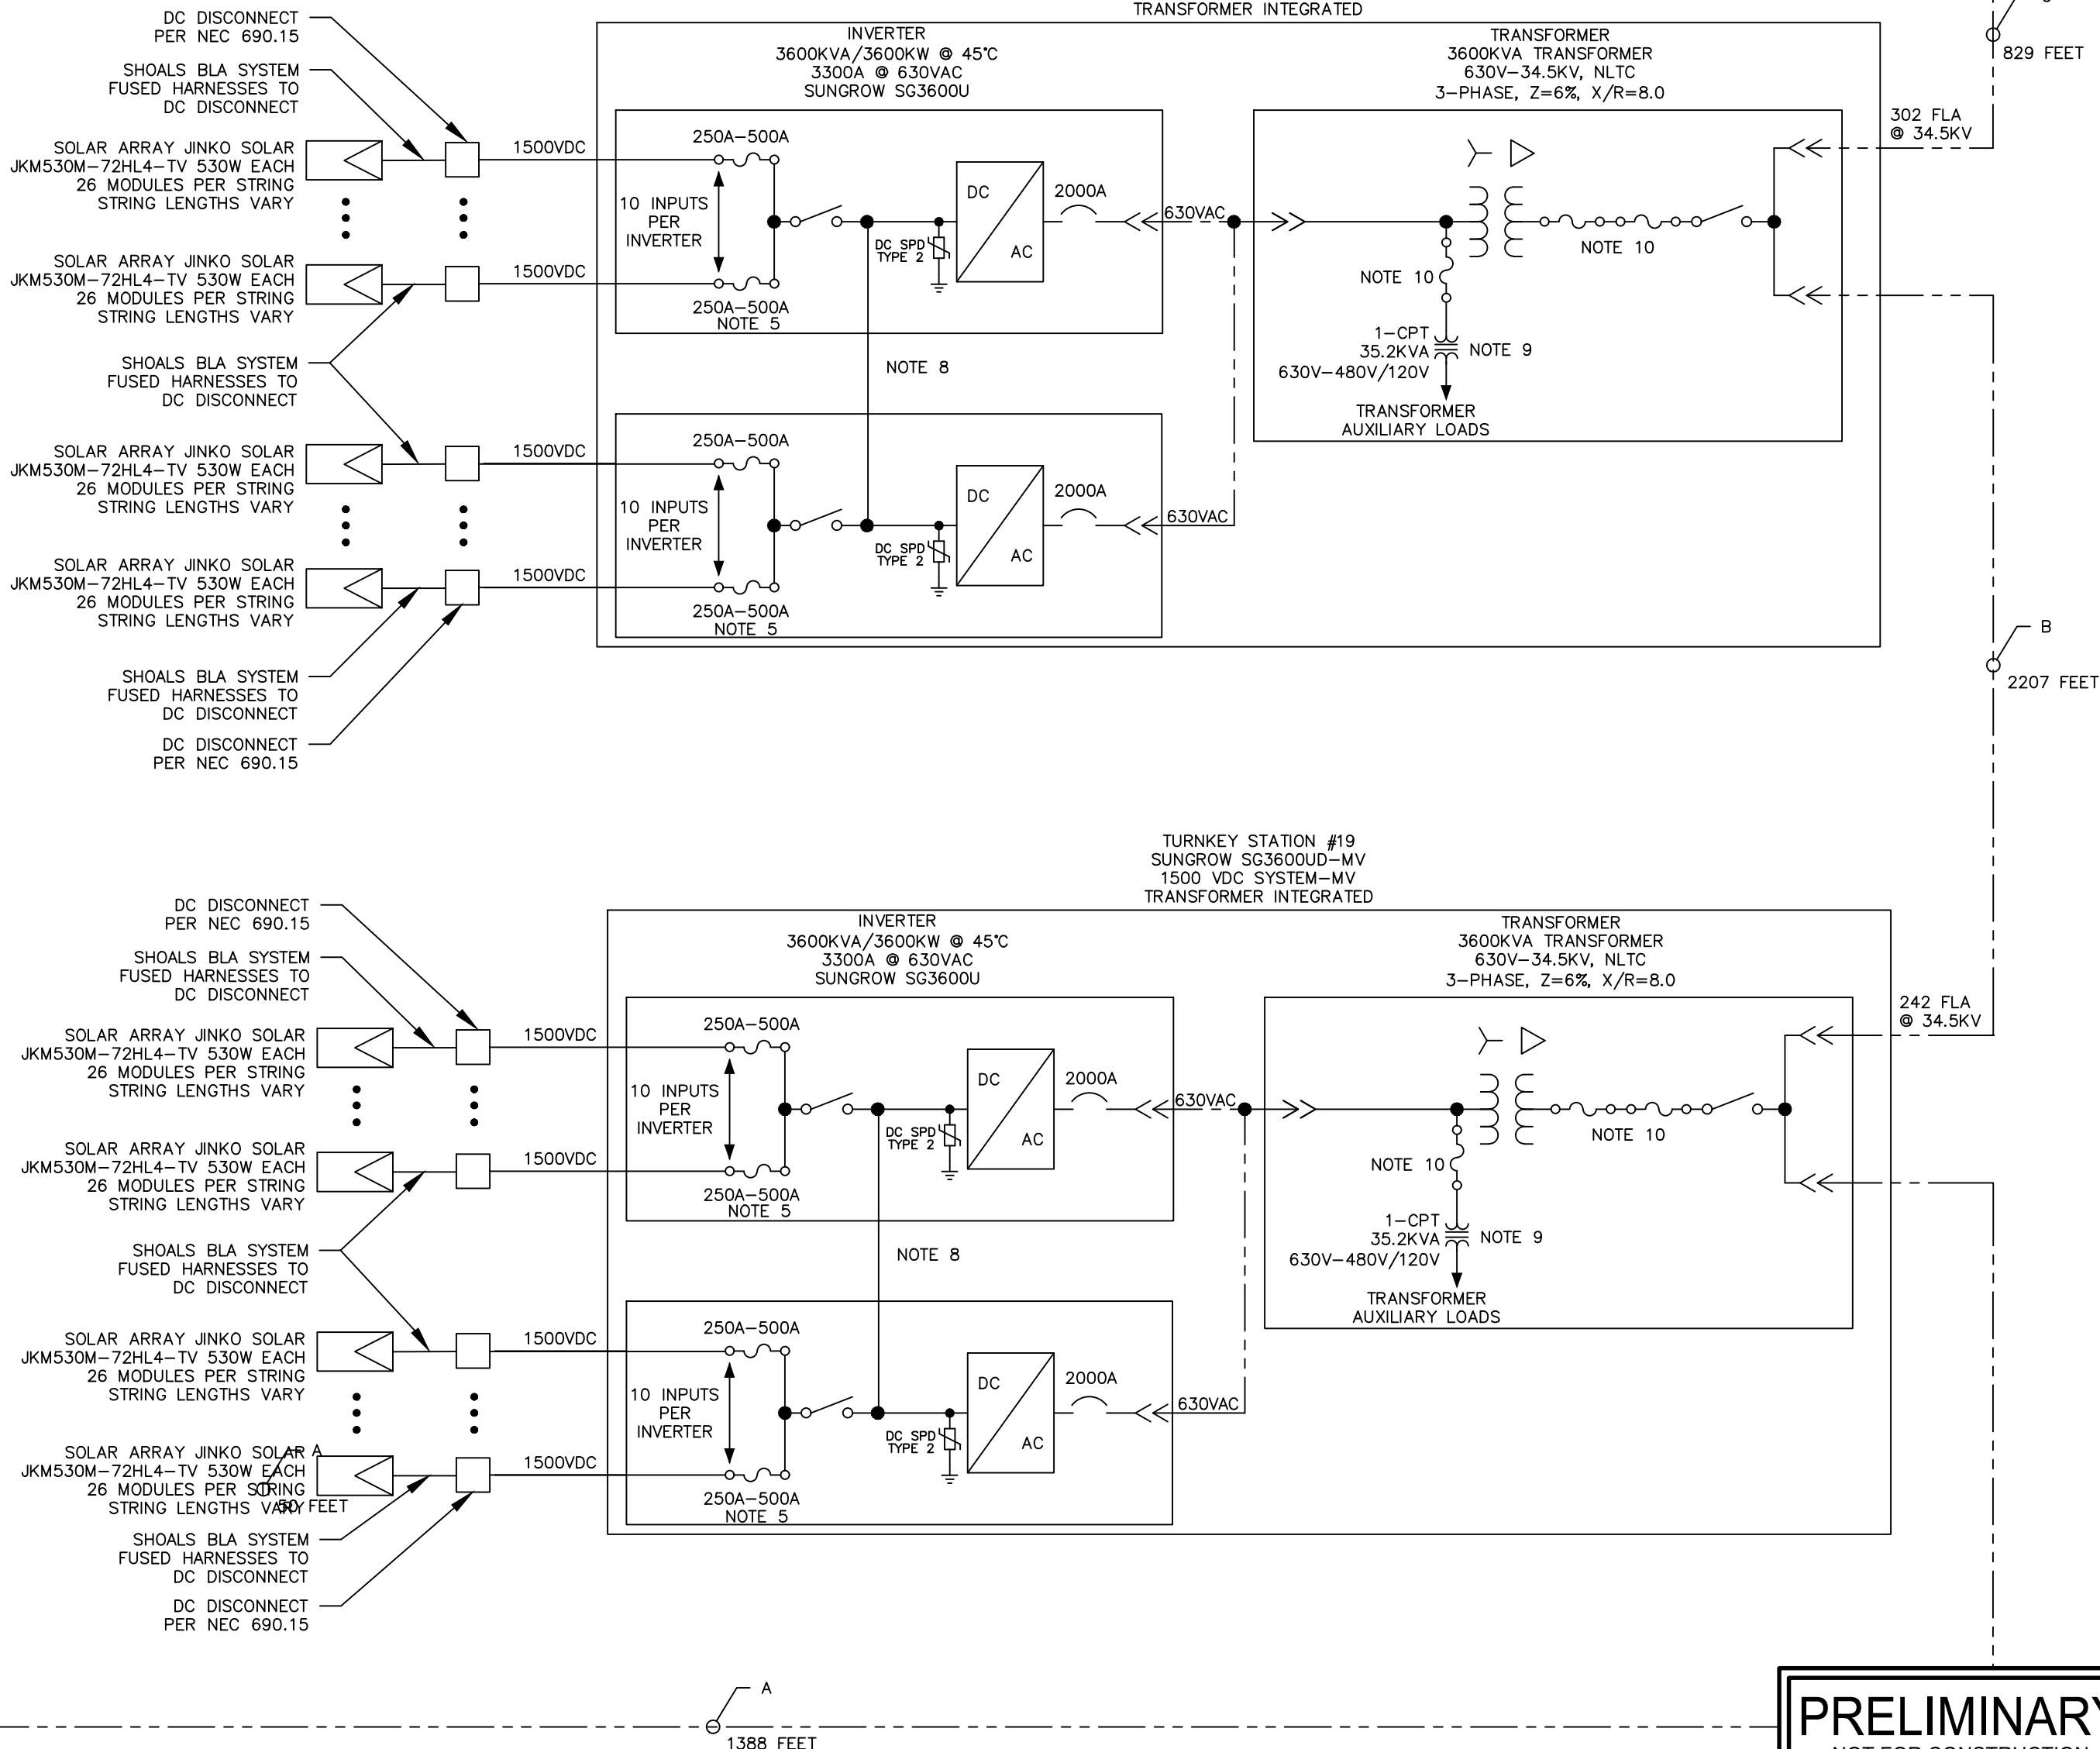 TRANSFORMER INTEGRATED
DC DISCONNECT
PER NEC 690.15
SHOALS BLA SYSTEM
FUSED HARNESSES TO
DC DISCONNECT
SOLAR ARRAY JINKO SOLAR
JKM530M-72HL4-TV 530W EACH
26 MODULES PER STRING
STRING LENGTHS VARY
SOLAR ARRAY JINKO SOLAR
JKM530M-72HL4-TV 530W EACH
26 MODULES PER STRING
STRING LENGTHS VARY
SHOALS BLA SYSTEM
FUSED HARNESSES TO
DC DISCONNECT
SOLAR ARRAY JINKO SOLAR
JKM530M-72HL4-TV 530W EACH
26 MODULES PER STRING
STRING LENGTHS VARY
SOLAR ARRAY JINKO SOLAR
JKM530M-72HL4-TV 530W EACH
26 MODULES PER STRING
STRING LENGTHS VARY
SHOALS BLA SYSTEM
FUSED HARNESSES TO
DC DISCONNECT
DC DISCONNECT
PER NEC 690.15
1500VDC
1500VDC
1500VDC
1500VDC
INVERTER
3600KVA/3600KW @ 45°C
3300A @ 630VAC
SUNGROW SG3600U
250A-500A
10 INPUTS
PER
INVERTER
250A-500A
NOTE 5
DC SPD
TYPE 2
DC
AC
2000A
630VAC
NOTE 8
250A-500A
10 INPUTS
PER
INVERTER
250A-500A
NOTE 5
DC SPD
TYPE 2
DC
AC
2000A
630VAC
TRANSFORMER
3600KVA TRANSFORMER
630V-34.5KV, NLTC
3-PHASE, Z=6%, X/R=8.0
NOTE 10
NOTE 10
1-CPT
35.2KVA
630V-480V/120V
NOTE 9
TRANSFORMER
AUXILIARY LOADS
302 FLA
@ 34.5KV
829 FEET
B
2207 FEET
TURNKEY STATION #19
SUNGROW SG3600UD-MV
1500 VDC SYSTEM-MV
TRANSFORMER INTEGRATED
DC DISCONNECT
PER NEC 690.15
SHOALS BLA SYSTEM
FUSED HARNESSES TO
DC DISCONNECT
SOLAR ARRAY JINKO SOLAR
JKM530M-72HL4-TV 530W EACH
26 MODULES PER STRING
STRING LENGTHS VARY
SOLAR ARRAY JINKO SOLAR
JKM530M-72HL4-TV 530W EACH
26 MODULES PER STRING
STRING LENGTHS VARY
SHOALS BLA SYSTEM
FUSED HARNESSES TO
DC DISCONNECT
SOLAR ARRAY JINKO SOLAR
JKM530M-72HL4-TV 530W EACH
26 MODULES PER STRING
STRING LENGTHS VARY
SOLAR ARRAY JINKO SOLAR
JKM530M-72HL4-TV 530W EACH
26 MODULES PER STRING
STRING LENGTHS VARY
A
50 FEET
SHOALS BLA SYSTEM
FUSED HARNESSES TO
DC DISCONNECT
DC DISCONNECT
PER NEC 690.15
1500VDC
1500VDC
1500VDC
1500VDC
INVERTER
3600KVA/3600KW @ 45°C
3300A @ 630VAC
SUNGROW SG3600U
250A-500A
10 INPUTS
PER
INVERTER
250A-500A
NOTE 5
DC SPD
TYPE 2
DC
AC
2000A
630VAC
NOTE 8
250A-500A
10 INPUTS
PER
INVERTER
250A-500A
NOTE 5
DC SPD
TYPE 2
DC
AC
2000A
630VAC
TRANSFORMER
3600KVA TRANSFORMER
630V-34.5KV, NLTC
3-PHASE, Z=6%, X/R=8.0
NOTE 10
NOTE 10
1-CPT
35.2KVA
630V-480V/120V
NOTE 9
TRANSFORMER
AUXILIARY LOADS
242 FLA
@ 34.5KV
A
1388 FEET
PRELIMINARY
NOT FOR CONSTRUCTION